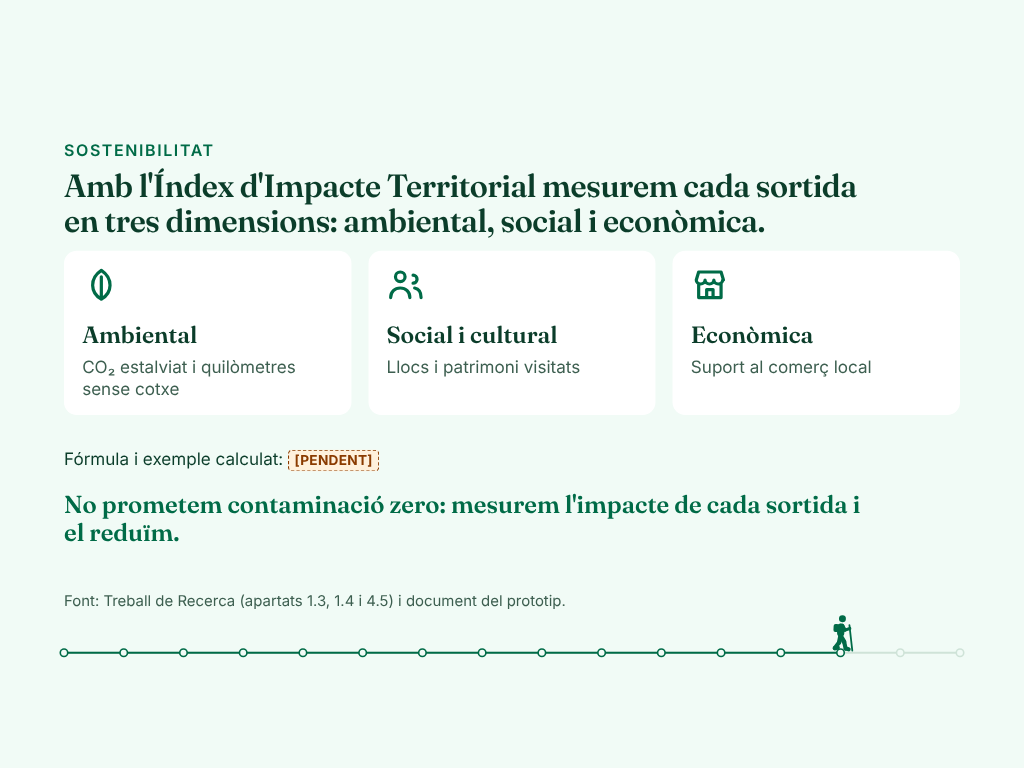 SOSTENIBILITAT
Amb l'Índex d'Impacte Territorial mesurem cada sortida
en tres dimensions: ambiental, social i econòmica.
Ambiental
CO₂ estalviat i quilòmetres
sense cotxe
Social i cultural
Llocs i patrimoni visitats
Econòmica
Suport al comerç local
Fórmula i exemple calculat: [PENDENT]
No prometem contaminació zero: mesurem l'impacte de cada sortida i
el reduïm.
Font: Treball de Recerca (apartats 1.3, 1.4 i 4.5) i document del prototip.